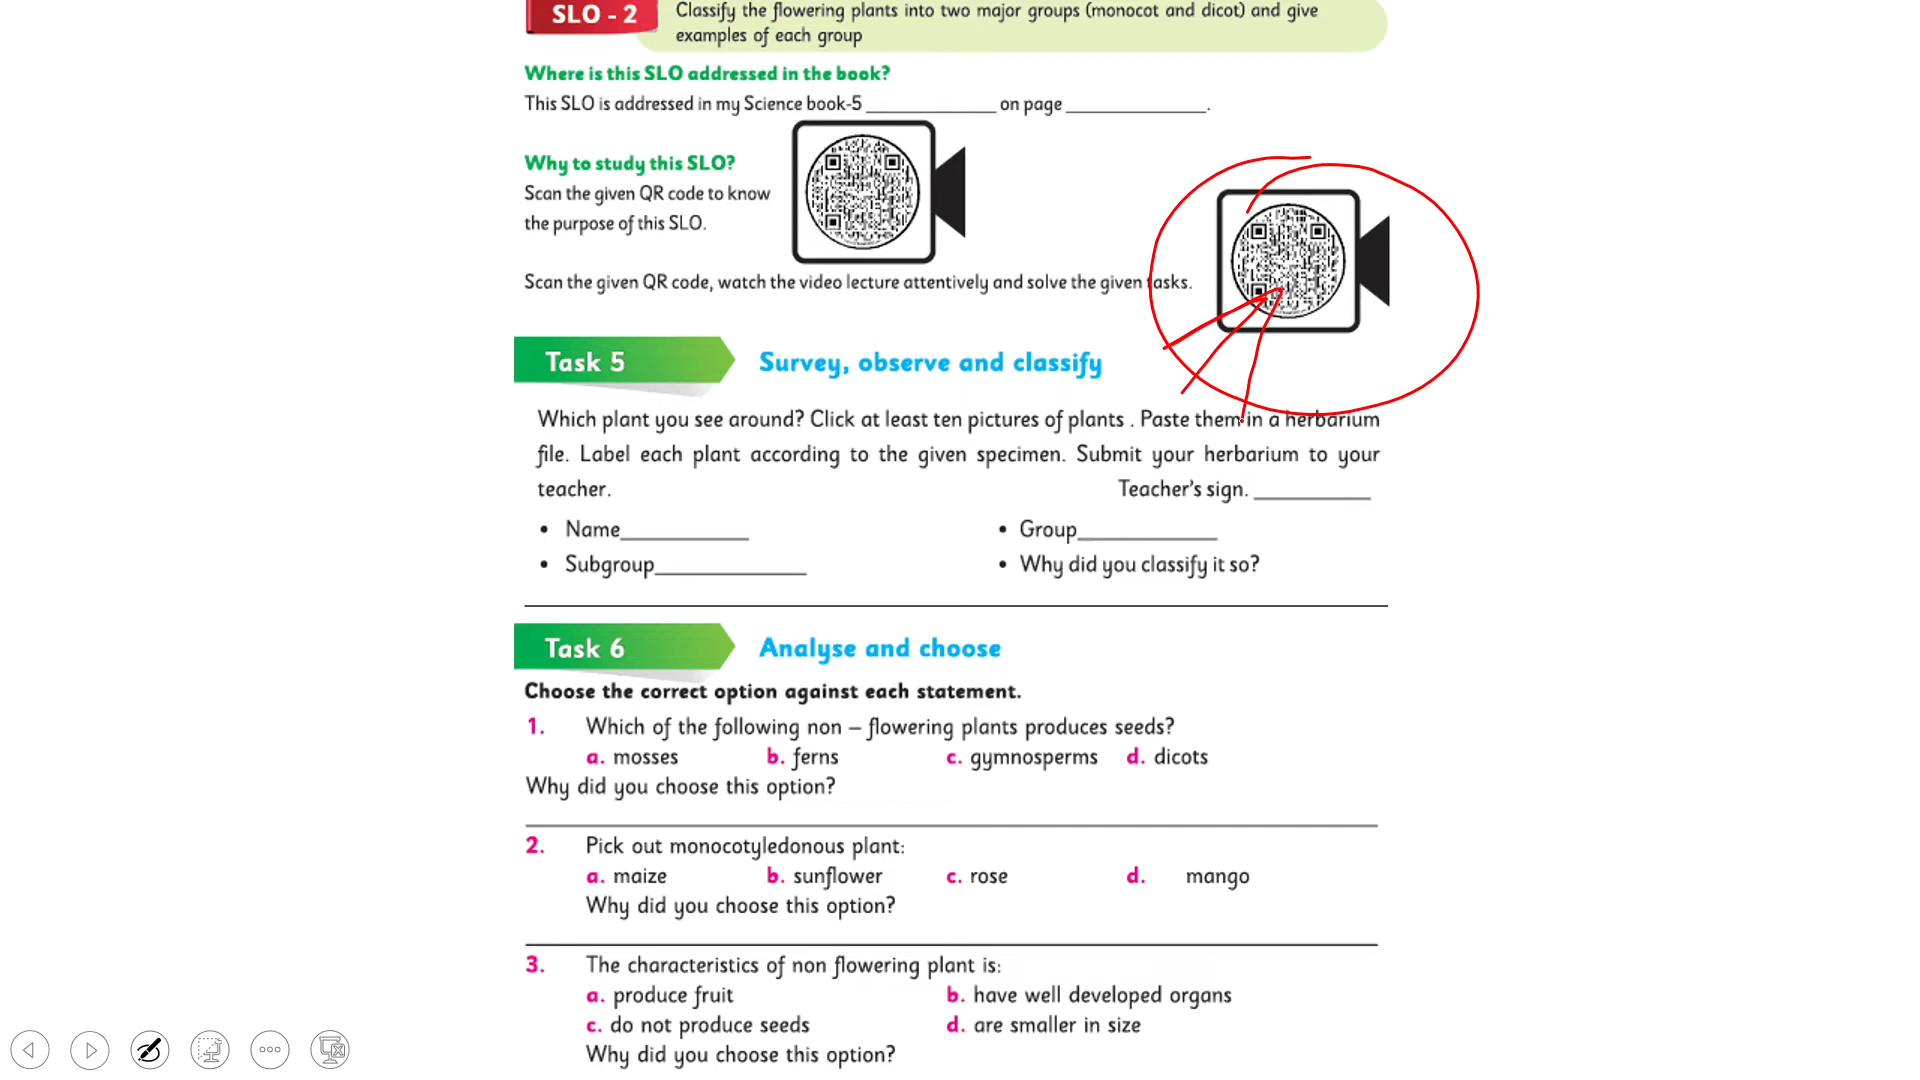 SLO - 2
Classify the flowering plants into two major groups (monocot and dicot) and give
examples of each group
Where is this SLO addressed in the book?
This SLO is addressed in my Science book-5 ____________ on page ____________.
Why to study this SLO?
Scan the given QR code to know
the purpose of this SLO.
Scan the given QR code, watch the video lecture attentively and solve the given tasks.
Task 5
Survey, observe and classify
Which plant you see around? Click at least ten pictures of plants . Paste them in a herbarium
file. Label each plant according to the given specimen. Submit your herbarium to your
teacher. Teacher's sign. ____________
• Name____________ • Group____________
• Subgroup____________ • Why did you classify it so?
Task 6
Analyse and choose
Choose the correct option against each statement.
1. Which of the following non – flowering plants produces seeds?
a. mosses b. ferns c. gymnosperms d. dicots
Why did you choose this option?
2. Pick out monocotyledonous plant:
a. maize b. sunflower c. rose d. mango
Why did you choose this option?
3. The characteristics of non flowering plant is:
a. produce fruit b. have well developed organs
c. do not produce seeds d. are smaller in size
Why did you choose this option?